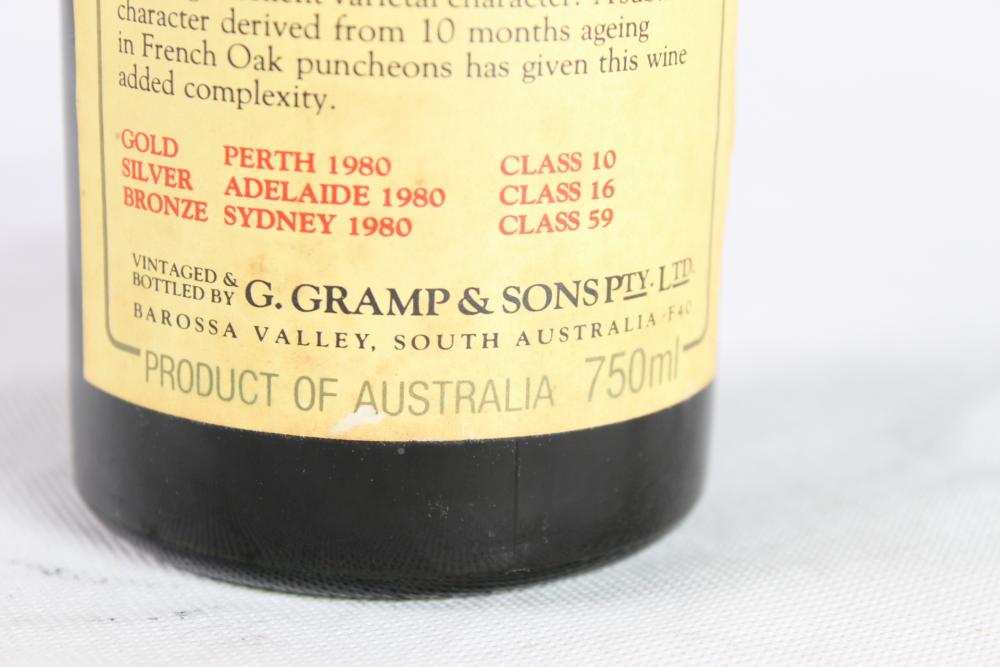 varietal character.
character derived from 10 months ageing
in French Oak puncheons has given this wine
added complexity.
GOLD PERTH 1980 CLASS 10
SILVER ADELAIDE 1980 CLASS 16
BRONZE SYDNEY 1980 CLASS 59
VINTAGED &
BOTTLED BY G. GRAMP & SONS PTY. LTD.
BAROSSA VALLEY, SOUTH AUSTRALIA·F40
PRODUCT OF AUSTRALIA 750ml